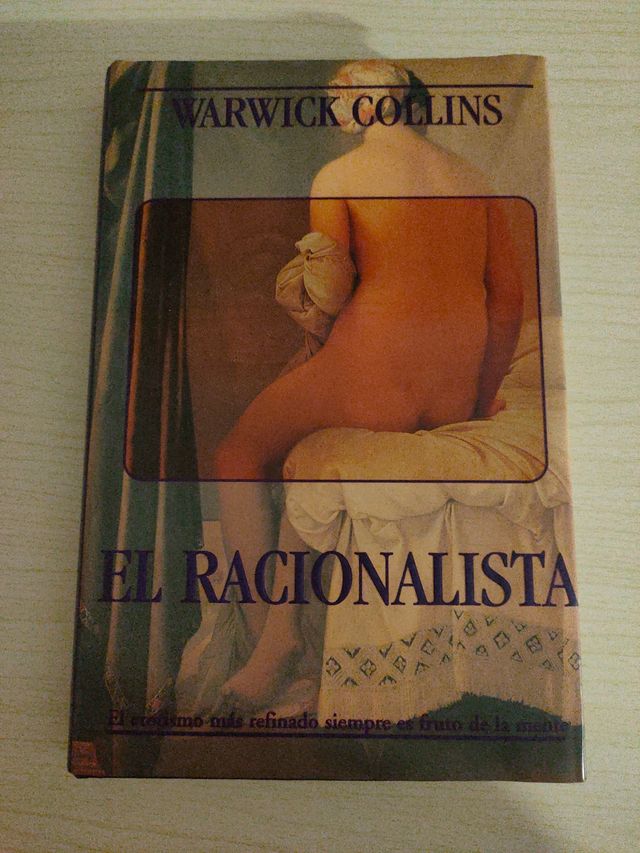 WARWICK COLLINS
EL RACIONALISTA
El erotismo más refinado siempre es fruto de la mente